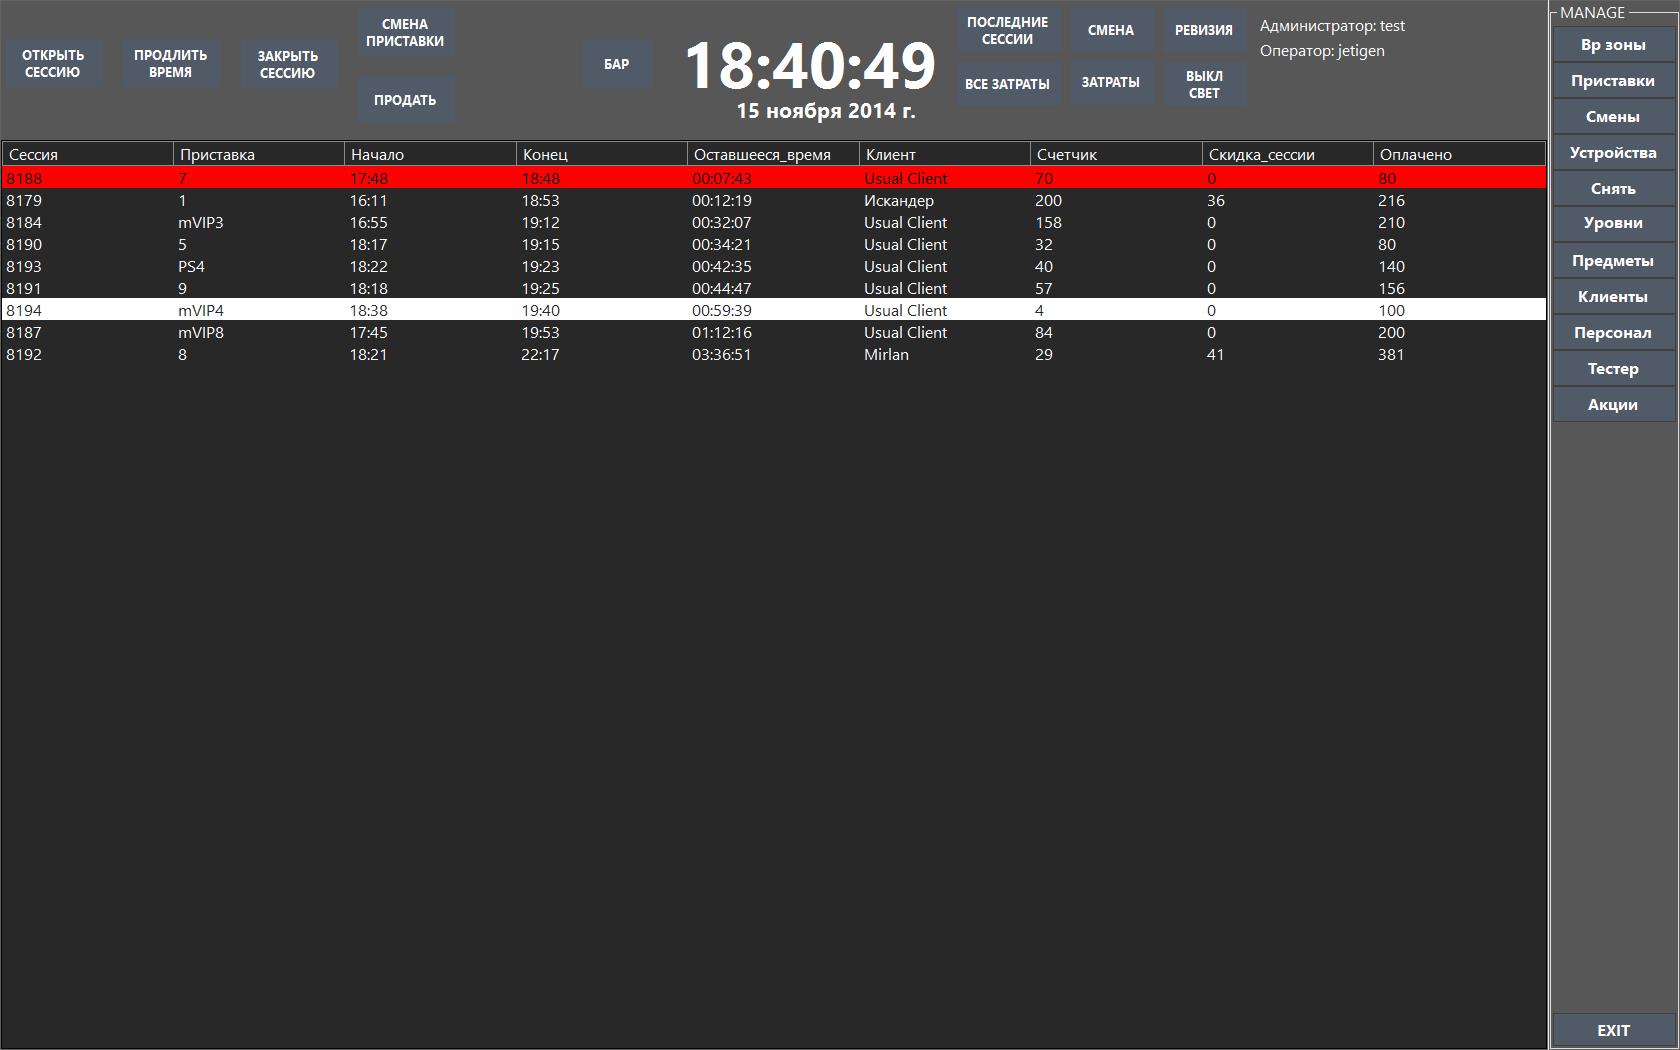 ОТКРЫТЬ
СЕССИЮ
ПРОДЛИТЬ
ВРЕМЯ
ЗАКРЫТЬ
СЕССИЮ
СМЕНА
ПРИСТАВКИ
ПРОДАТЬ
БАР
18:40:49
15 ноября 2014 г.
ПОСЛЕДНИЕ
СЕССИИ
СМЕНА
РЕВИЗИЯ
ВСЕ ЗАТРАТЫ
ЗАТРАТЫ
ВЫКЛ
СВЕТ
Администратор: test
Оператор: jetigen
Сессия Приставка Начало Конец Оставшееся_время Клиент Счетчик Скидка_сессии Оплачено
8188 7 17:48 18:48 00:07:43 Usual Client 70 0 80
8179 1 16:11 18:53 00:12:19 Искандер 200 36 216
8184 mVIP3 16:55 19:12 00:32:07 Usual Client 158 0 210
8190 5 18:17 19:15 00:34:21 Usual Client 32 0 80
8193 PS4 18:22 19:23 00:42:35 Usual Client 40 0 140
8191 9 18:18 19:25 00:44:47 Usual Client 57 0 156
8194 mVIP4 18:38 19:40 00:59:39 Usual Client 4 0 100
8187 mVIP8 17:45 19:53 01:12:16 Usual Client 84 0 200
8192 8 18:21 22:17 03:36:51 Mirlan 29 41 381
MANAGE
Вр зоны
Приставки
Смены
Устройства
Снять
Уровни
Предметы
Клиенты
Персонал
Тестер
Акции
EXIT